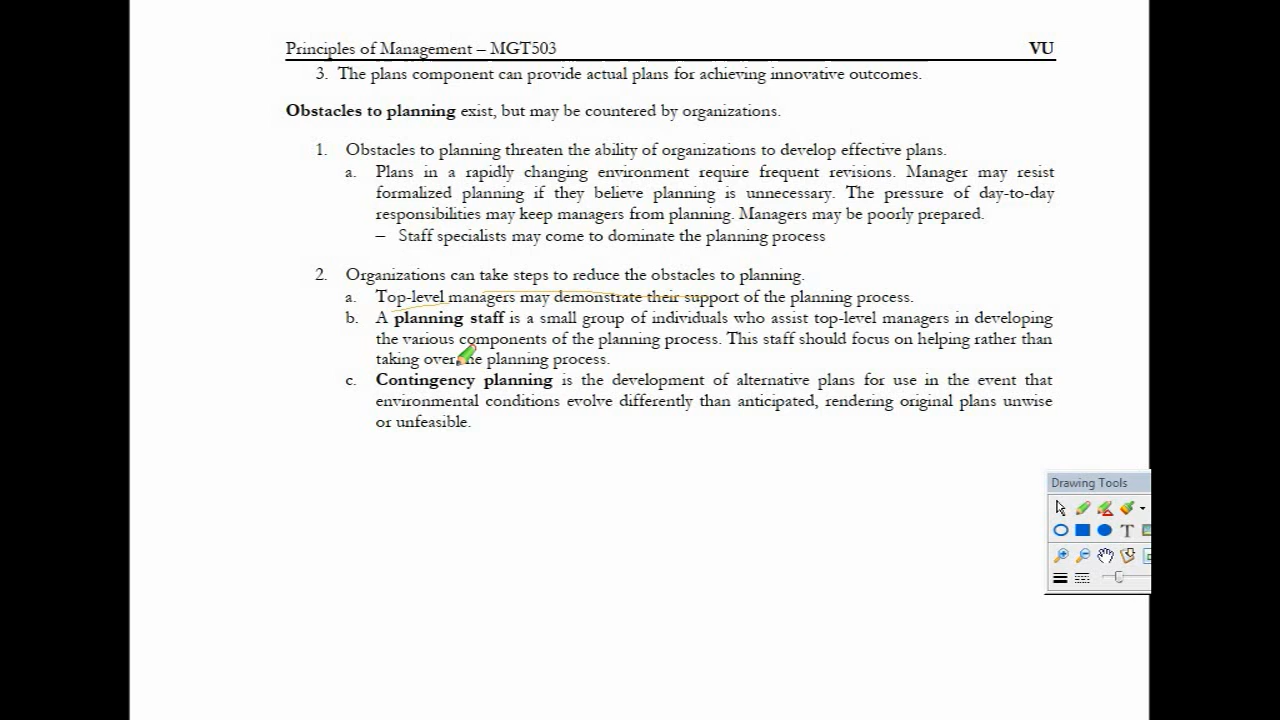 Principles of Management – MGT503 VU
3. The plans component can provide actual plans for achieving innovative outcomes.
Obstacles to planning exist, but may be countered by organizations.
1. Obstacles to planning threaten the ability of organizations to develop effective plans.
a. Plans in a rapidly changing environment require frequent revisions. Manager may resist
formalized planning if they believe planning is unnecessary. The pressure of day-to-day
responsibilities may keep managers from planning. Managers may be poorly prepared.
– Staff specialists may come to dominate the planning process
2. Organizations can take steps to reduce the obstacles to planning.
a. Top-level managers may demonstrate their support of the planning process.
b. A planning staff is a small group of individuals who assist top-level managers in developing
the various components of the planning process. This staff should focus on helping rather than
taking over planning process.
c. Contingency planning is the development of alternative plans for use in the event that
environmental conditions evolve differently than anticipated, rendering original plans unwise
or unfeasible.
Drawing Tools
T